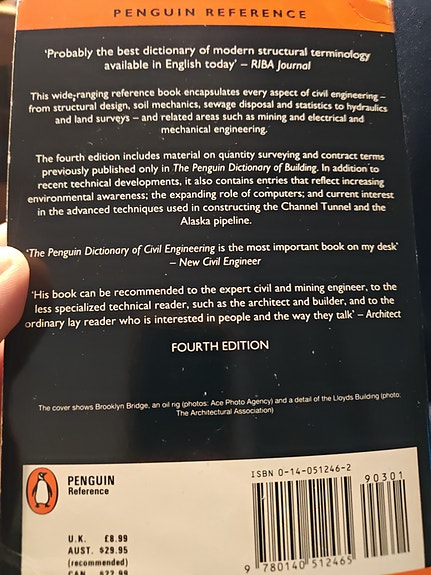 PENGUIN REFERENCE
'Probably the best dictionary of modern structural terminology
available in English today' – RIBA Journal
This wide-ranging reference book encapsulates every aspect of civil engineering –
from structural design, soil mechanics, sewage disposal and statistics to hydraulics
and land surveys – and related areas such as mining and electrical and
mechanical engineering.
The fourth edition includes material on quantity surveying and contract terms
previously published only in The Penguin Dictionary of Building. In addition to
recent technical developments, it also contains entries that reflect increasing
environmental awareness; the expanding role of computers; and current interest
in the advanced techniques used in constructing the Channel Tunnel and the
Alaska pipeline.
'The Penguin Dictionary of Civil Engineering is the most important book on my desk'
– New Civil Engineer
'His book can be recommended to the expert civil and mining engineer, to the
less specialized technical reader, such as the architect and builder, and to the
ordinary lay reader who is interested in people and the way they talk' – Architect
FOURTH EDITION
The cover shows Brooklyn Bridge, an oil rig (photos: Ace Photo Agency) and a detail of the Lloyds Building (photo:
The Architectural Association)
PENGUIN
Reference
ISBN 0-14-051246-2
90301
U.K. £8.99
AUST. $29.95
(recommended)
CAN. $22.99
9 780140 512465